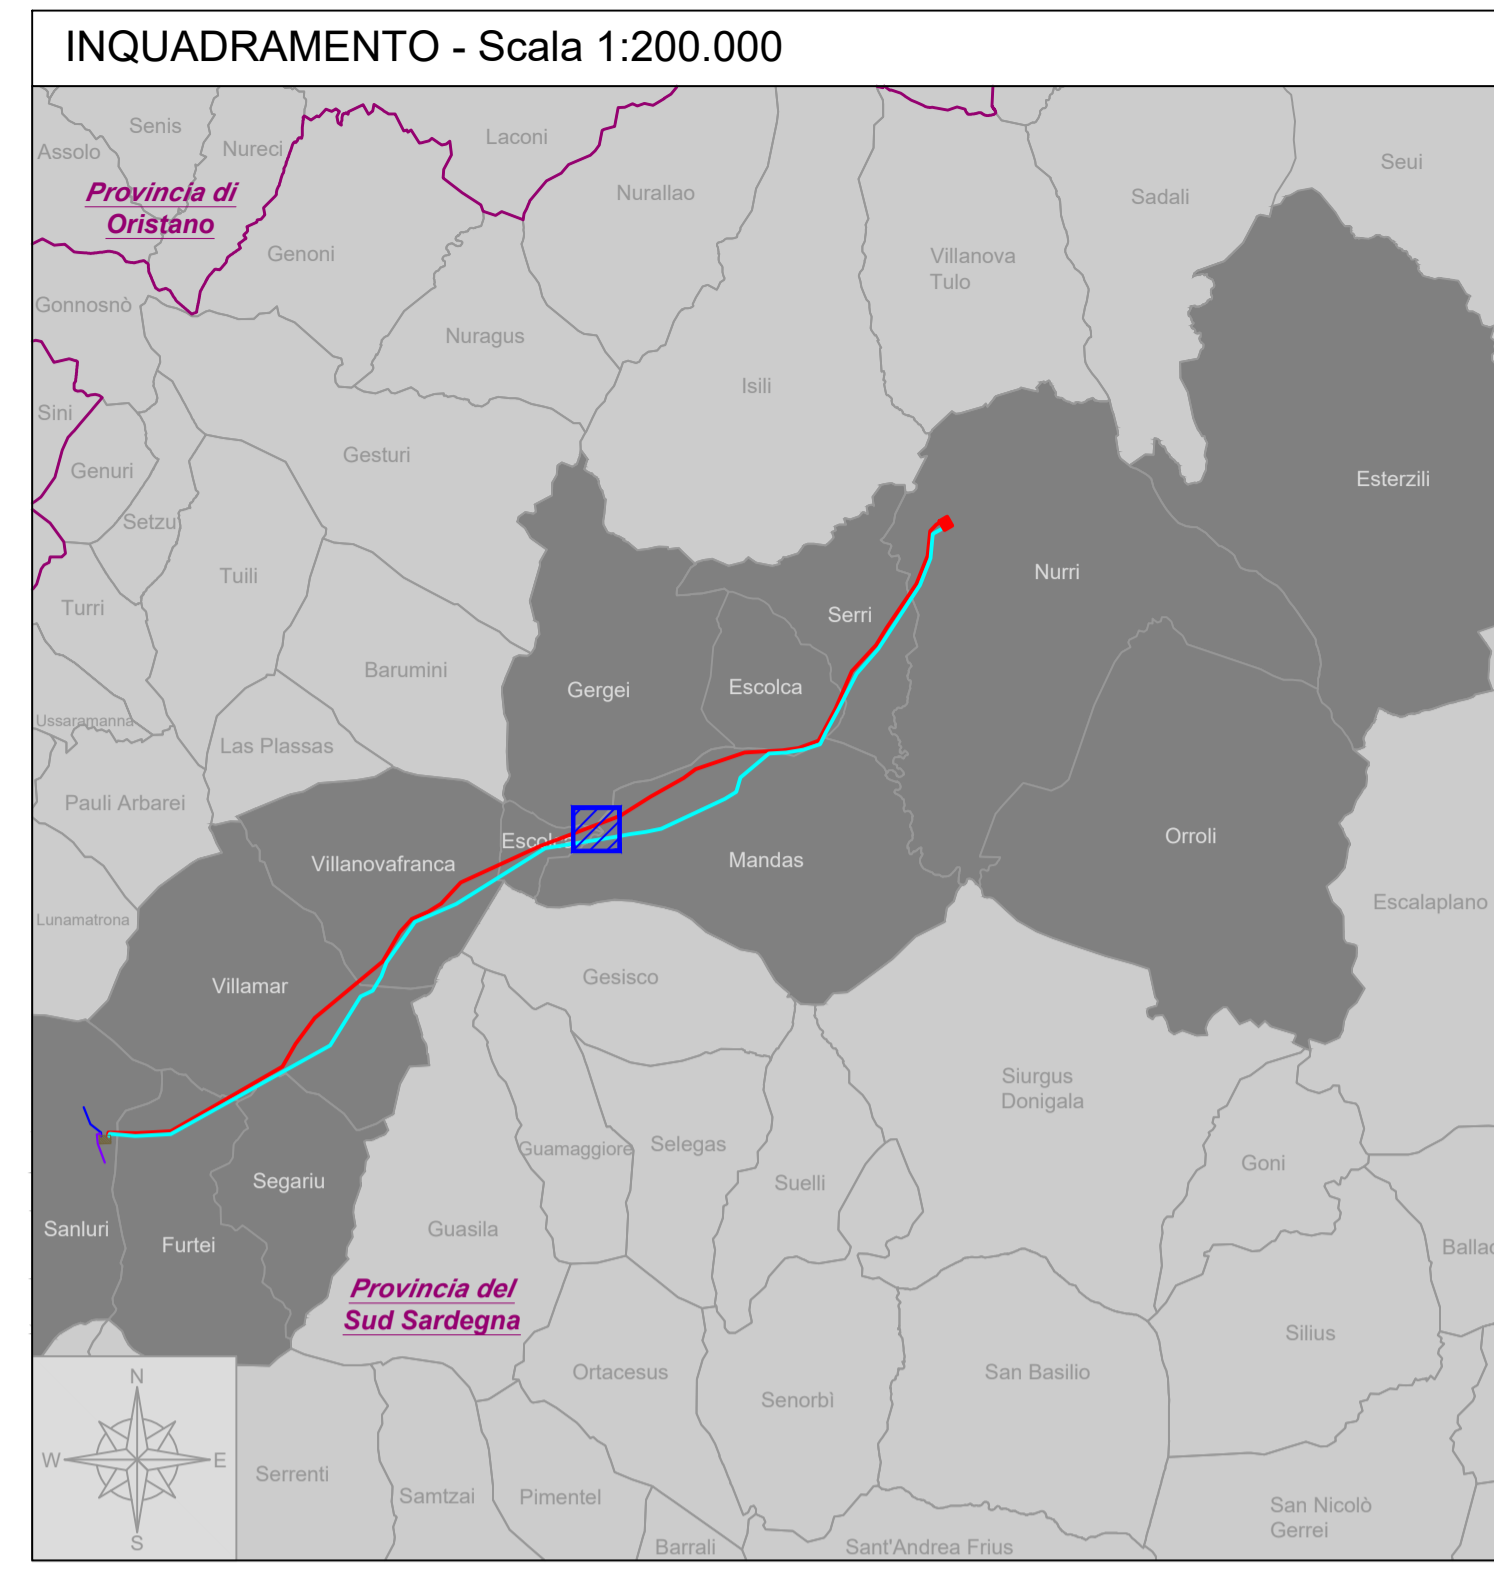 INQUADRAMENTO - Scala 1:200.000
Senis
Assolo
Nureci
Laconi
Seui
Provincia di
Oristano
Nurallao
Sadali
Genoni
Villanova
Tulo
Gonnosnò
Nuragus
Isili
Sini
Gesturi
Genuri
Esterzili
Setzu
Tuili
Nurri
Turri
Serri
Barumini
Gergei
Escolca
Ussaramanna
Las Plassas
Pauli Arbarei
Orroli
Villanovafranca
Mandas
Escalaplano
Lunamatrona
Gesisco
Villamar
Siurgus
Donigala
Guamaggiore
Selegas
Goni
Segariu
Suelli
Sanluri
Guasila
Furtei
Provincia del
Sud Sardegna
Silius
Ortacesus
San Basilio
Senorbì
N
W
E
S
Serrenti
Samtzai
Pimentel
San Nicolò
Gerrei
Barrali
Sant'Andrea Frius